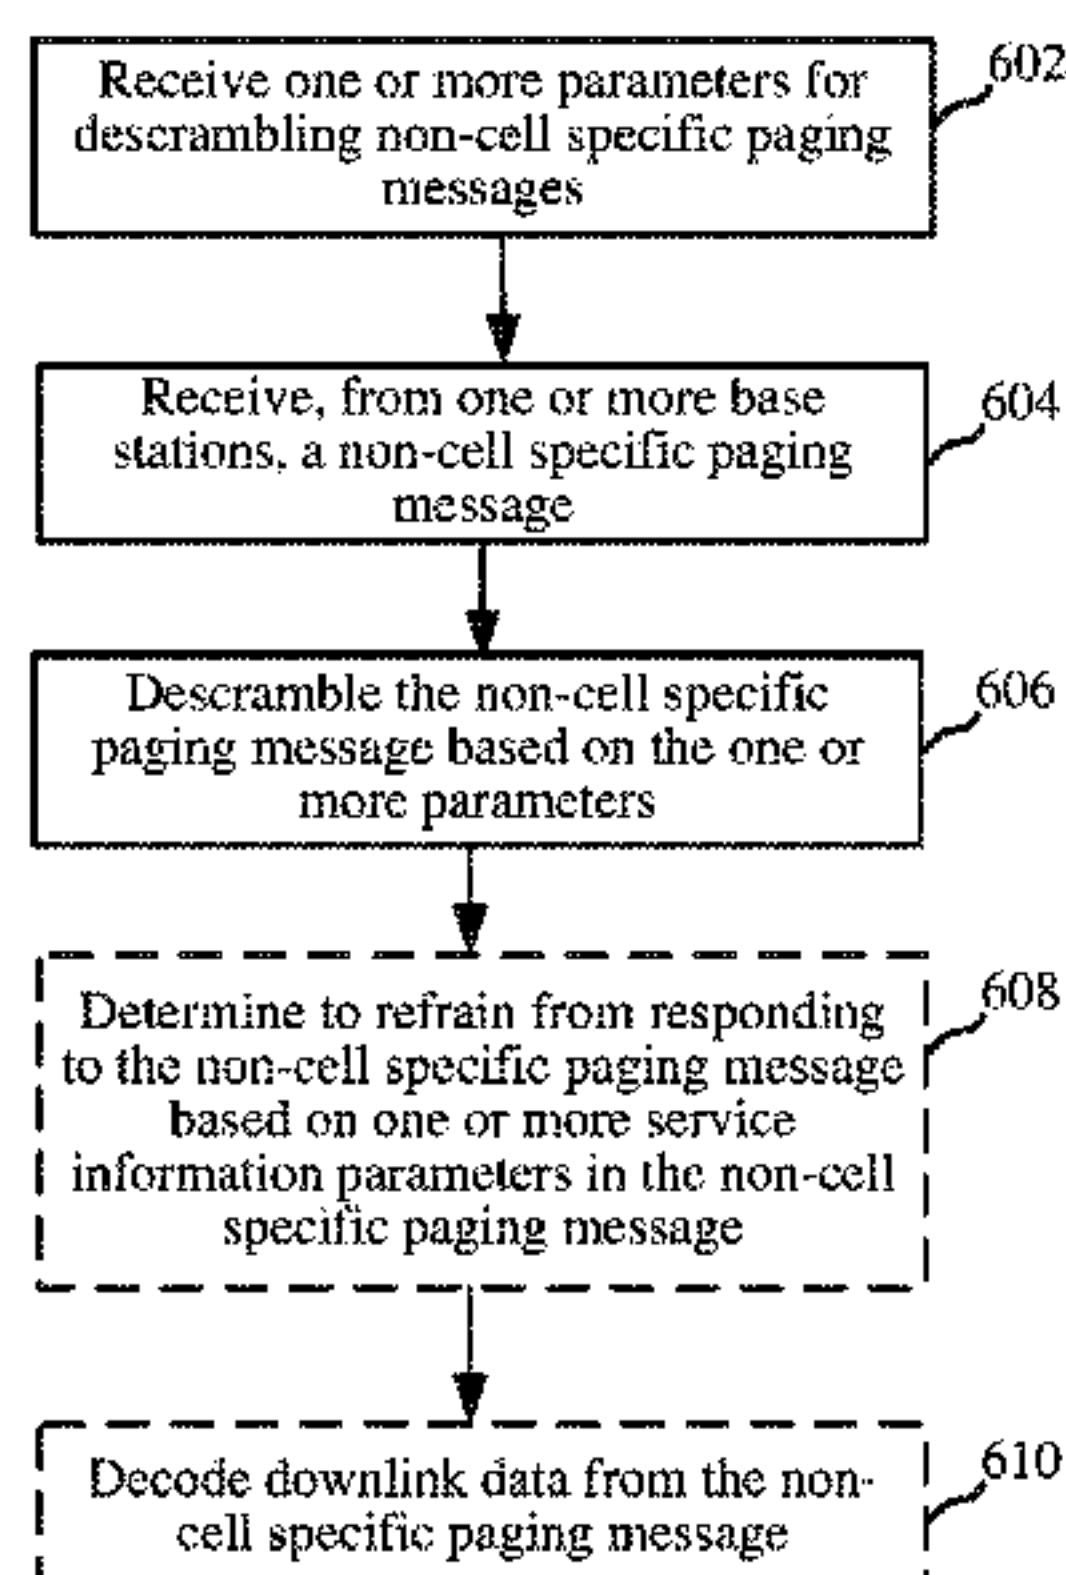 Receive one or more parameters for
descrambling non-cell specific paging
messages
602
Receive, from one or more base
stations, a non-cell specific paging
message
604
Descramble the non-cell specific
paging message based on the one or
more parameters
606
Determine to refrain from responding
to the non-cell specific paging message
based on one or more service
information parameters in the non-cell
specific paging message
608
Decode downlink data from the non-
cell specific paging message
610